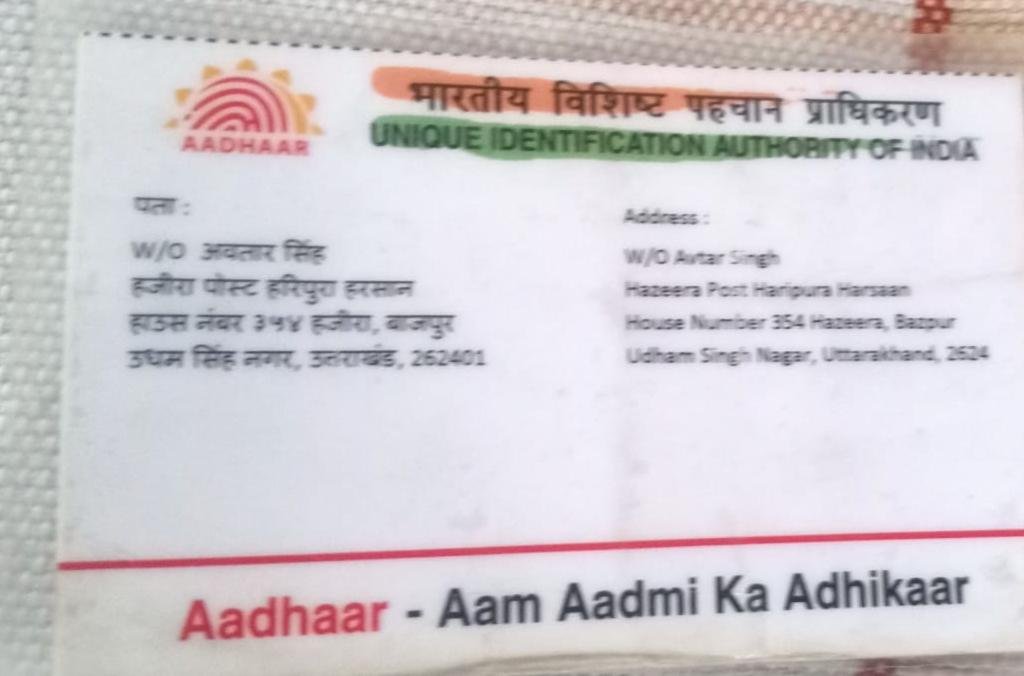 AADHAAR
भारतीय विशिष्ट पहचान प्राधिकरण
UNIQUE IDENTIFICATION AUTHORITY OF INDIA
पता :
W/O अवतार सिंह
हजीरा पोस्ट हरिपुरा हरसान
हाउस नंबर ३५४ हजीरा, बाजपुर
उधम सिंह नगर, उत्तराखंड, 262401
Address :
W/O Avtar Singh
Hazeera Post Haripura Harsaan
House Number 354 Hazeera, Bazpur
Udham Singh Nagar, Uttarakhand, 2624
Aadhaar - Aam Aadmi Ka Adhikaar